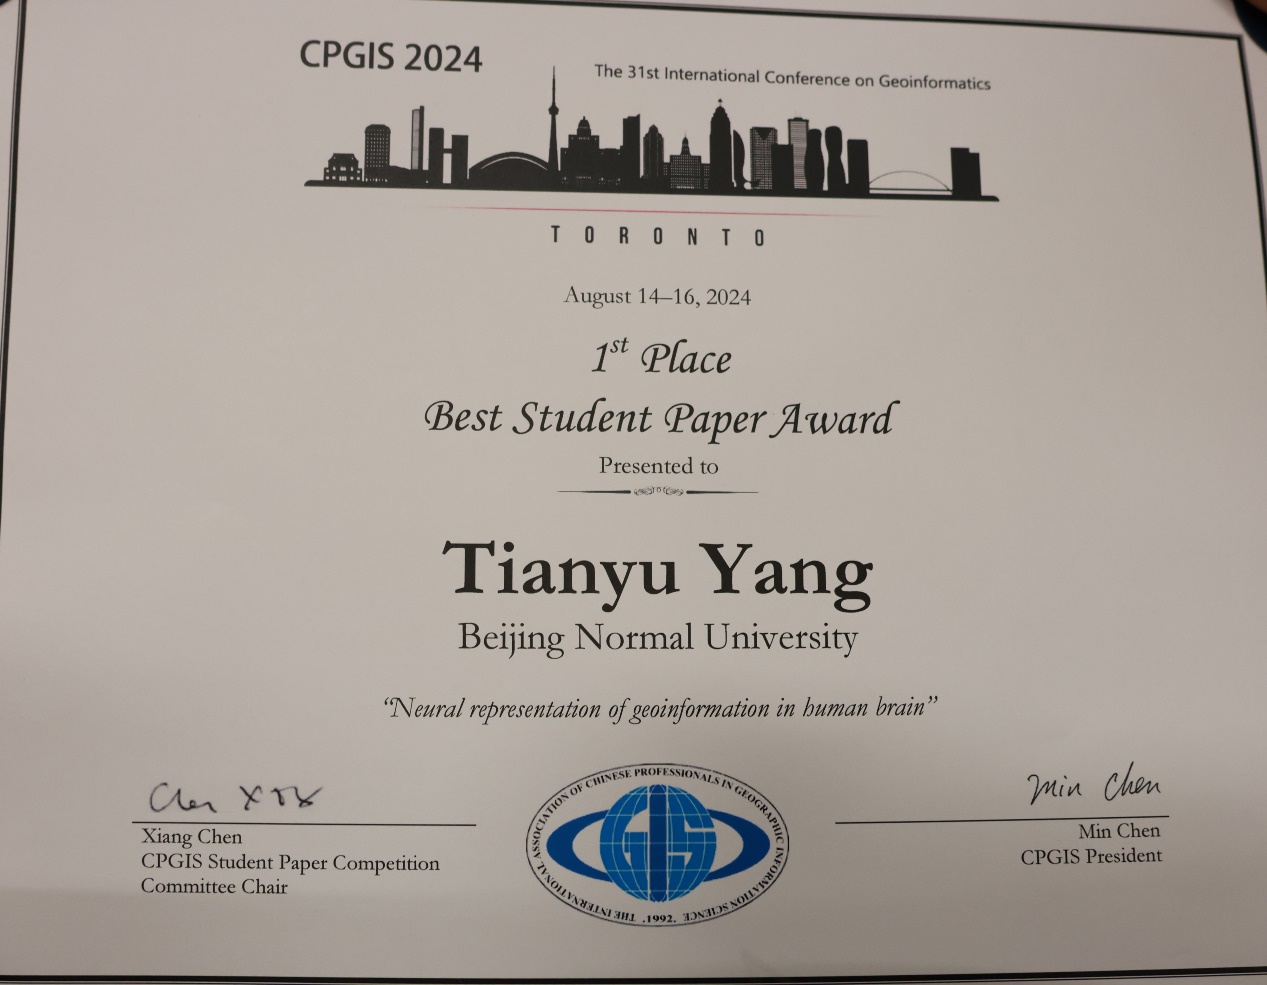 CPGIS 2024
The 31st International Conference on Geoinformatics
TORONTO
August 14–16, 2024
1st Place
Best Student Paper Award
Presented to
Tianyu Yang
Beijing Normal University
“Neural representation of geoinformation in human brain”
Min Chen
Xiang Chen
CPGIS Student Paper Competition
Committee Chair
THE INTERNATIONAL ASSOCIATION OF CHINESE PROFESSIONALS IN GEOGRAPHIC INFORMATION SCIENCE
GIS
.1992.
Min Chen
CPGIS President